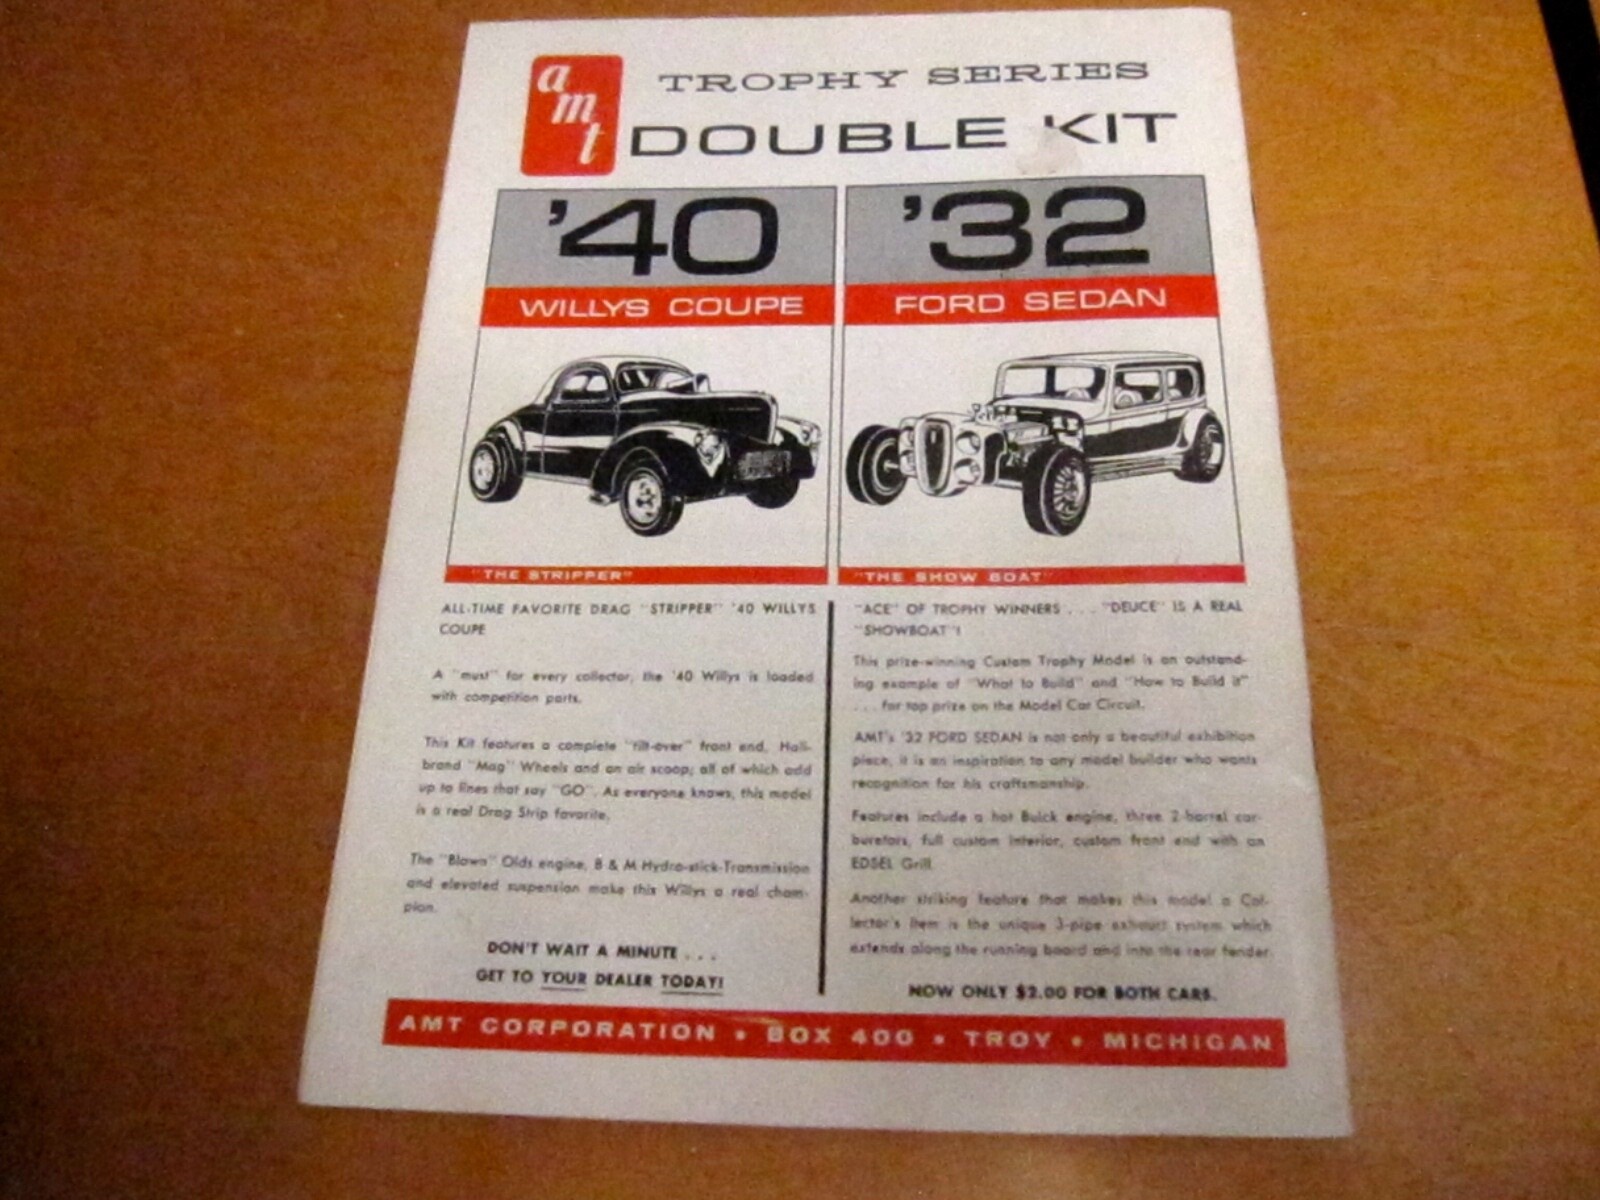 amt
TROPHY SERIES
DOUBLE KIT
'40
WILLYS COUPE
"THE STRIPPER"
ALL-TIME FAVORITE DRAG "STRIPPER" '40 WILLYS
COUPE
A "must" for every collector, the '40 Willys is loaded
with competition parts.
This Kit features a complete "tilt-over" front end, Hali-
brand "Mag" Wheels and an air scoop; all of which add
up to lines that say "GO". As everyone knows, this model
is a real Drag Strip favorite.
The "Blown" Olds engine, B & M Hydro-stick-Transmission
and elevated suspension make this Willys a real cham-
pion.
DON'T WAIT A MINUTE . . .
GET TO YOUR DEALER TODAY!
'32
FORD SEDAN
"THE SHOW BOAT"
"ACE" OF TROPHY WINNERS . . . "DEUCE" IS A REAL
"SHOWBOAT"!
This prize-winning Custom Trophy Model is an outstand-
ing example of "What to Build" and "How to Build it"
. . . for top prize on the Model Car Circuit.
AMT's '32 FORD SEDAN is not only a beautiful exhibition
piece, it is an inspiration to any model builder who wants
recognition for his craftsmanship.
Features include a hot Buick engine, three 2-barrel car-
buretors, full custom interior, custom front end with an
EDSEL Grill.
Another striking feature that makes this model a Col-
lector's Item is the unique 3-pipe exhaust system which
extends along the running board and into the rear fender.
NOW ONLY $2.00 FOR BOTH CARS.
AMT CORPORATION • BOX 400 • TROY • MICHIGAN